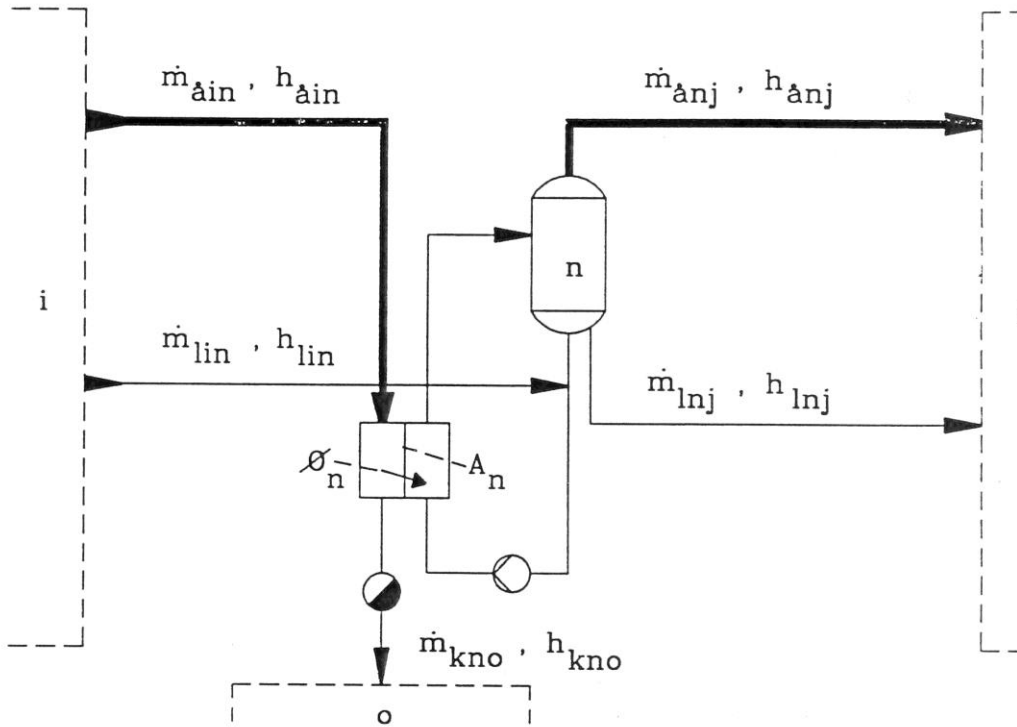 ṁåin , håin
ṁånj , hånj
n
i
ṁlin , hlin
ṁlnj , hlnj
Øn
An
ṁkno , hkno
o